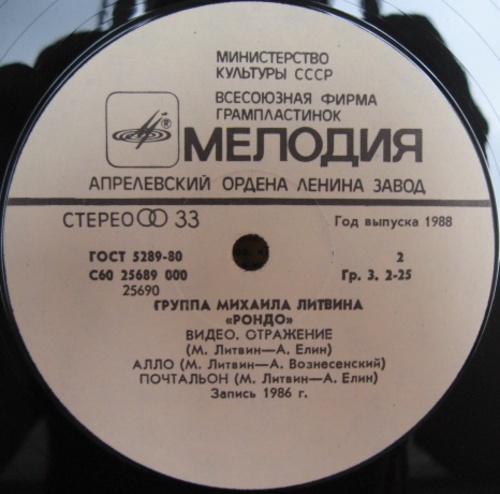 МИНИСТЕРСТВО
КУЛЬТУРЫ СССР
ВСЕСОЮЗНАЯ ФИРМА
ГРАМПЛАСТИНОК
®
МЕЛОДИЯ
АПРЕЛЕВСКИЙ ОРДЕНА ЛЕНИНА ЗАВОД
СТЕРЕО 33 Год выпуска 1988
ГОСТ 5289-80 2
С60 25689 000 Гр. 3. 2-25
25690
ГРУППА МИХАИЛА ЛИТВИНА
«РОНДО»
ВИДЕО. ОТРАЖЕНИЕ
(М. Литвин—А. Елин)
АЛЛО (М. Литвин—А. Вознесенский)
ПОЧТАЛЬОН (М. Литвин—А. Елин)
Запись 1986 г.